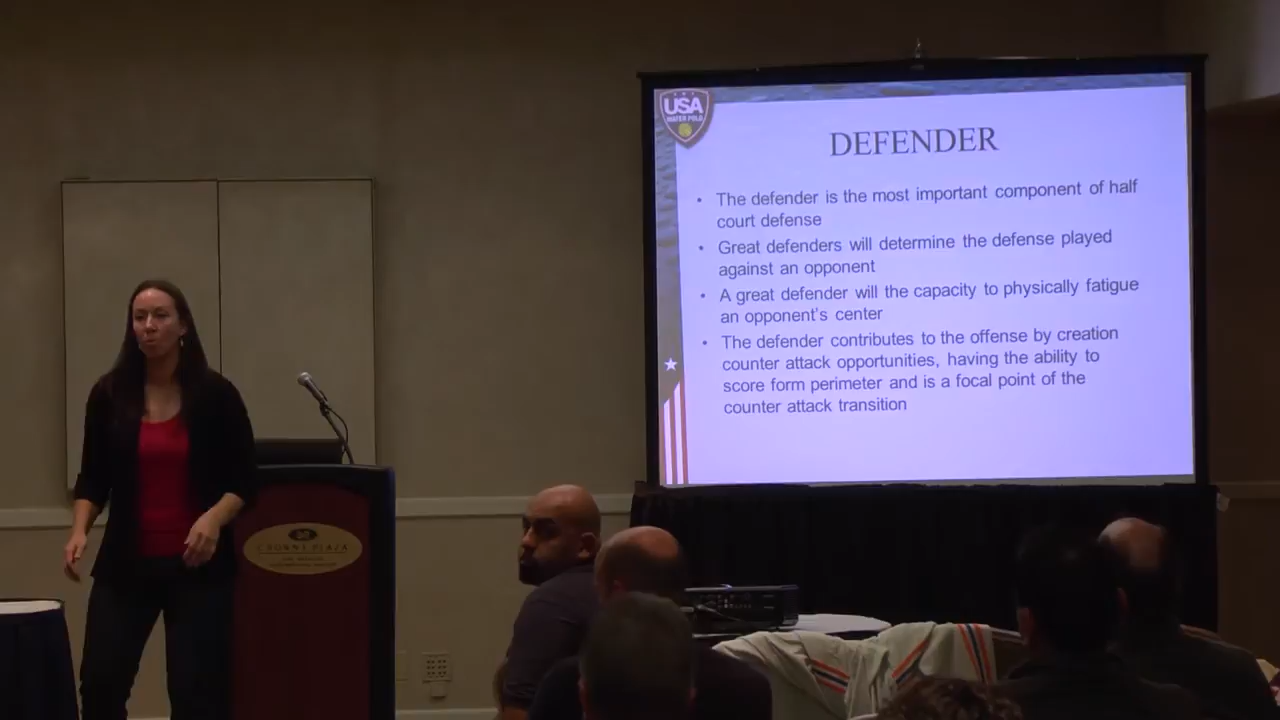 USA
WATER POLO
DEFENDER
• The defender is the most important component of half
court defense
• Great defenders will determine the defense played
against an opponent
• A great defender will the capacity to physically fatigue
an opponent's center
• The defender contributes to the offense by creation
counter attack opportunities, having the ability to
score form perimeter and is a focal point of the
counter attack transition
CROWNE PLAZA